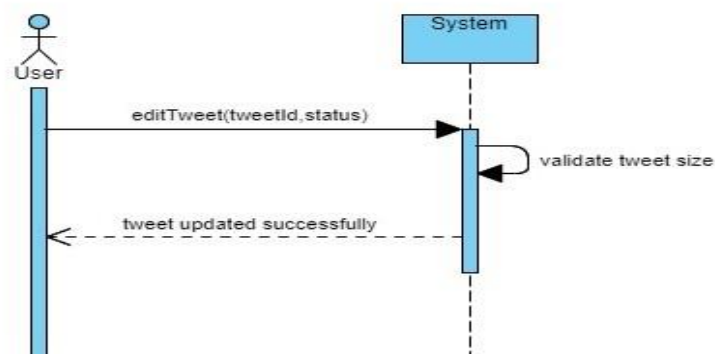 System
User
editTweet(tweetId,status)
validate tweet size
tweet updated successfully